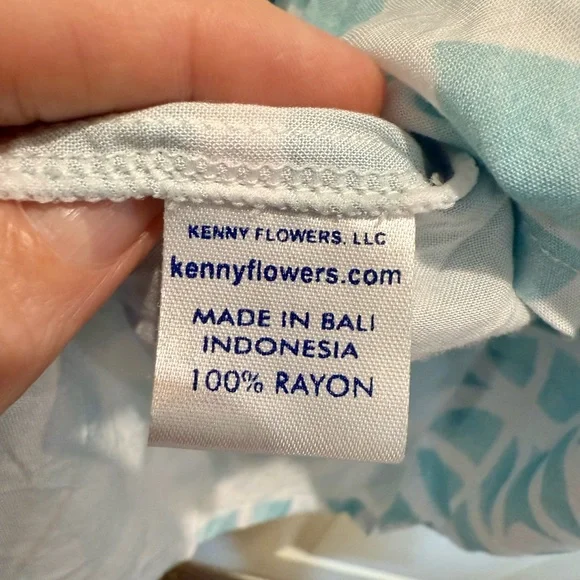 KENNY FLOWERS, LLC
kennyflowers.com
MADE IN BALI
INDONESIA
100% RAYON